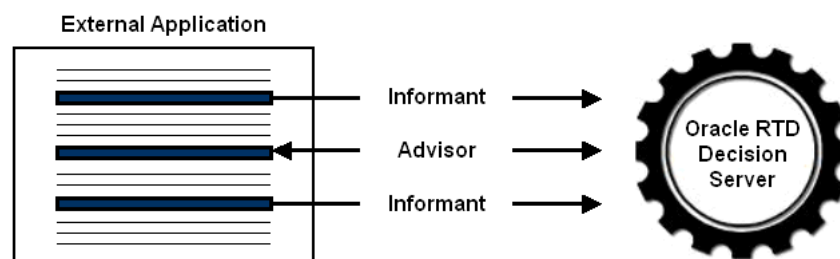 External Application
Informant
Advisor
Informant
Oracle RTD
Decision
Server